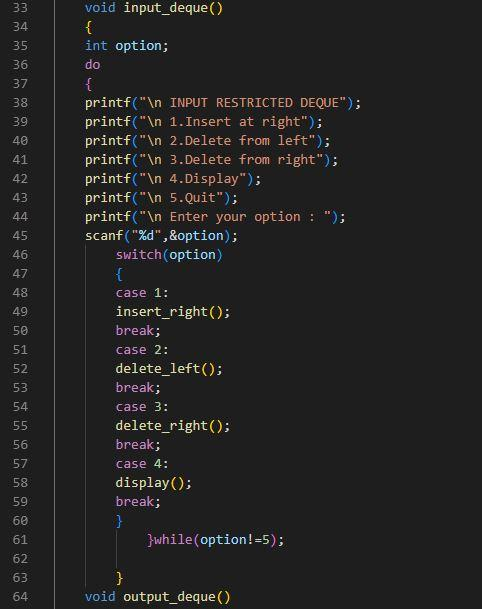 33 void input_deque()
34 {
35 int option;
36 do
37 {
38 printf("\n INPUT RESTRICTED DEQUE");
39 printf("\n 1.Insert at right");
40 printf("\n 2.Delete from left");
41 printf("\n 3.Delete from right");
42 printf("\n 4.Display");
43 printf("\n 5.Quit");
44 printf("\n Enter your option : ");
45 scanf("%d",&option);
46 switch(option)
47 {
48 case 1:
49 insert_right();
50 break;
51 case 2:
52 delete_left();
53 break;
54 case 3:
55 delete_right();
56 break;
57 case 4:
58 display();
59 break;
60 }
61 }while(option!=5);
62
63 }
64 void output_deque()